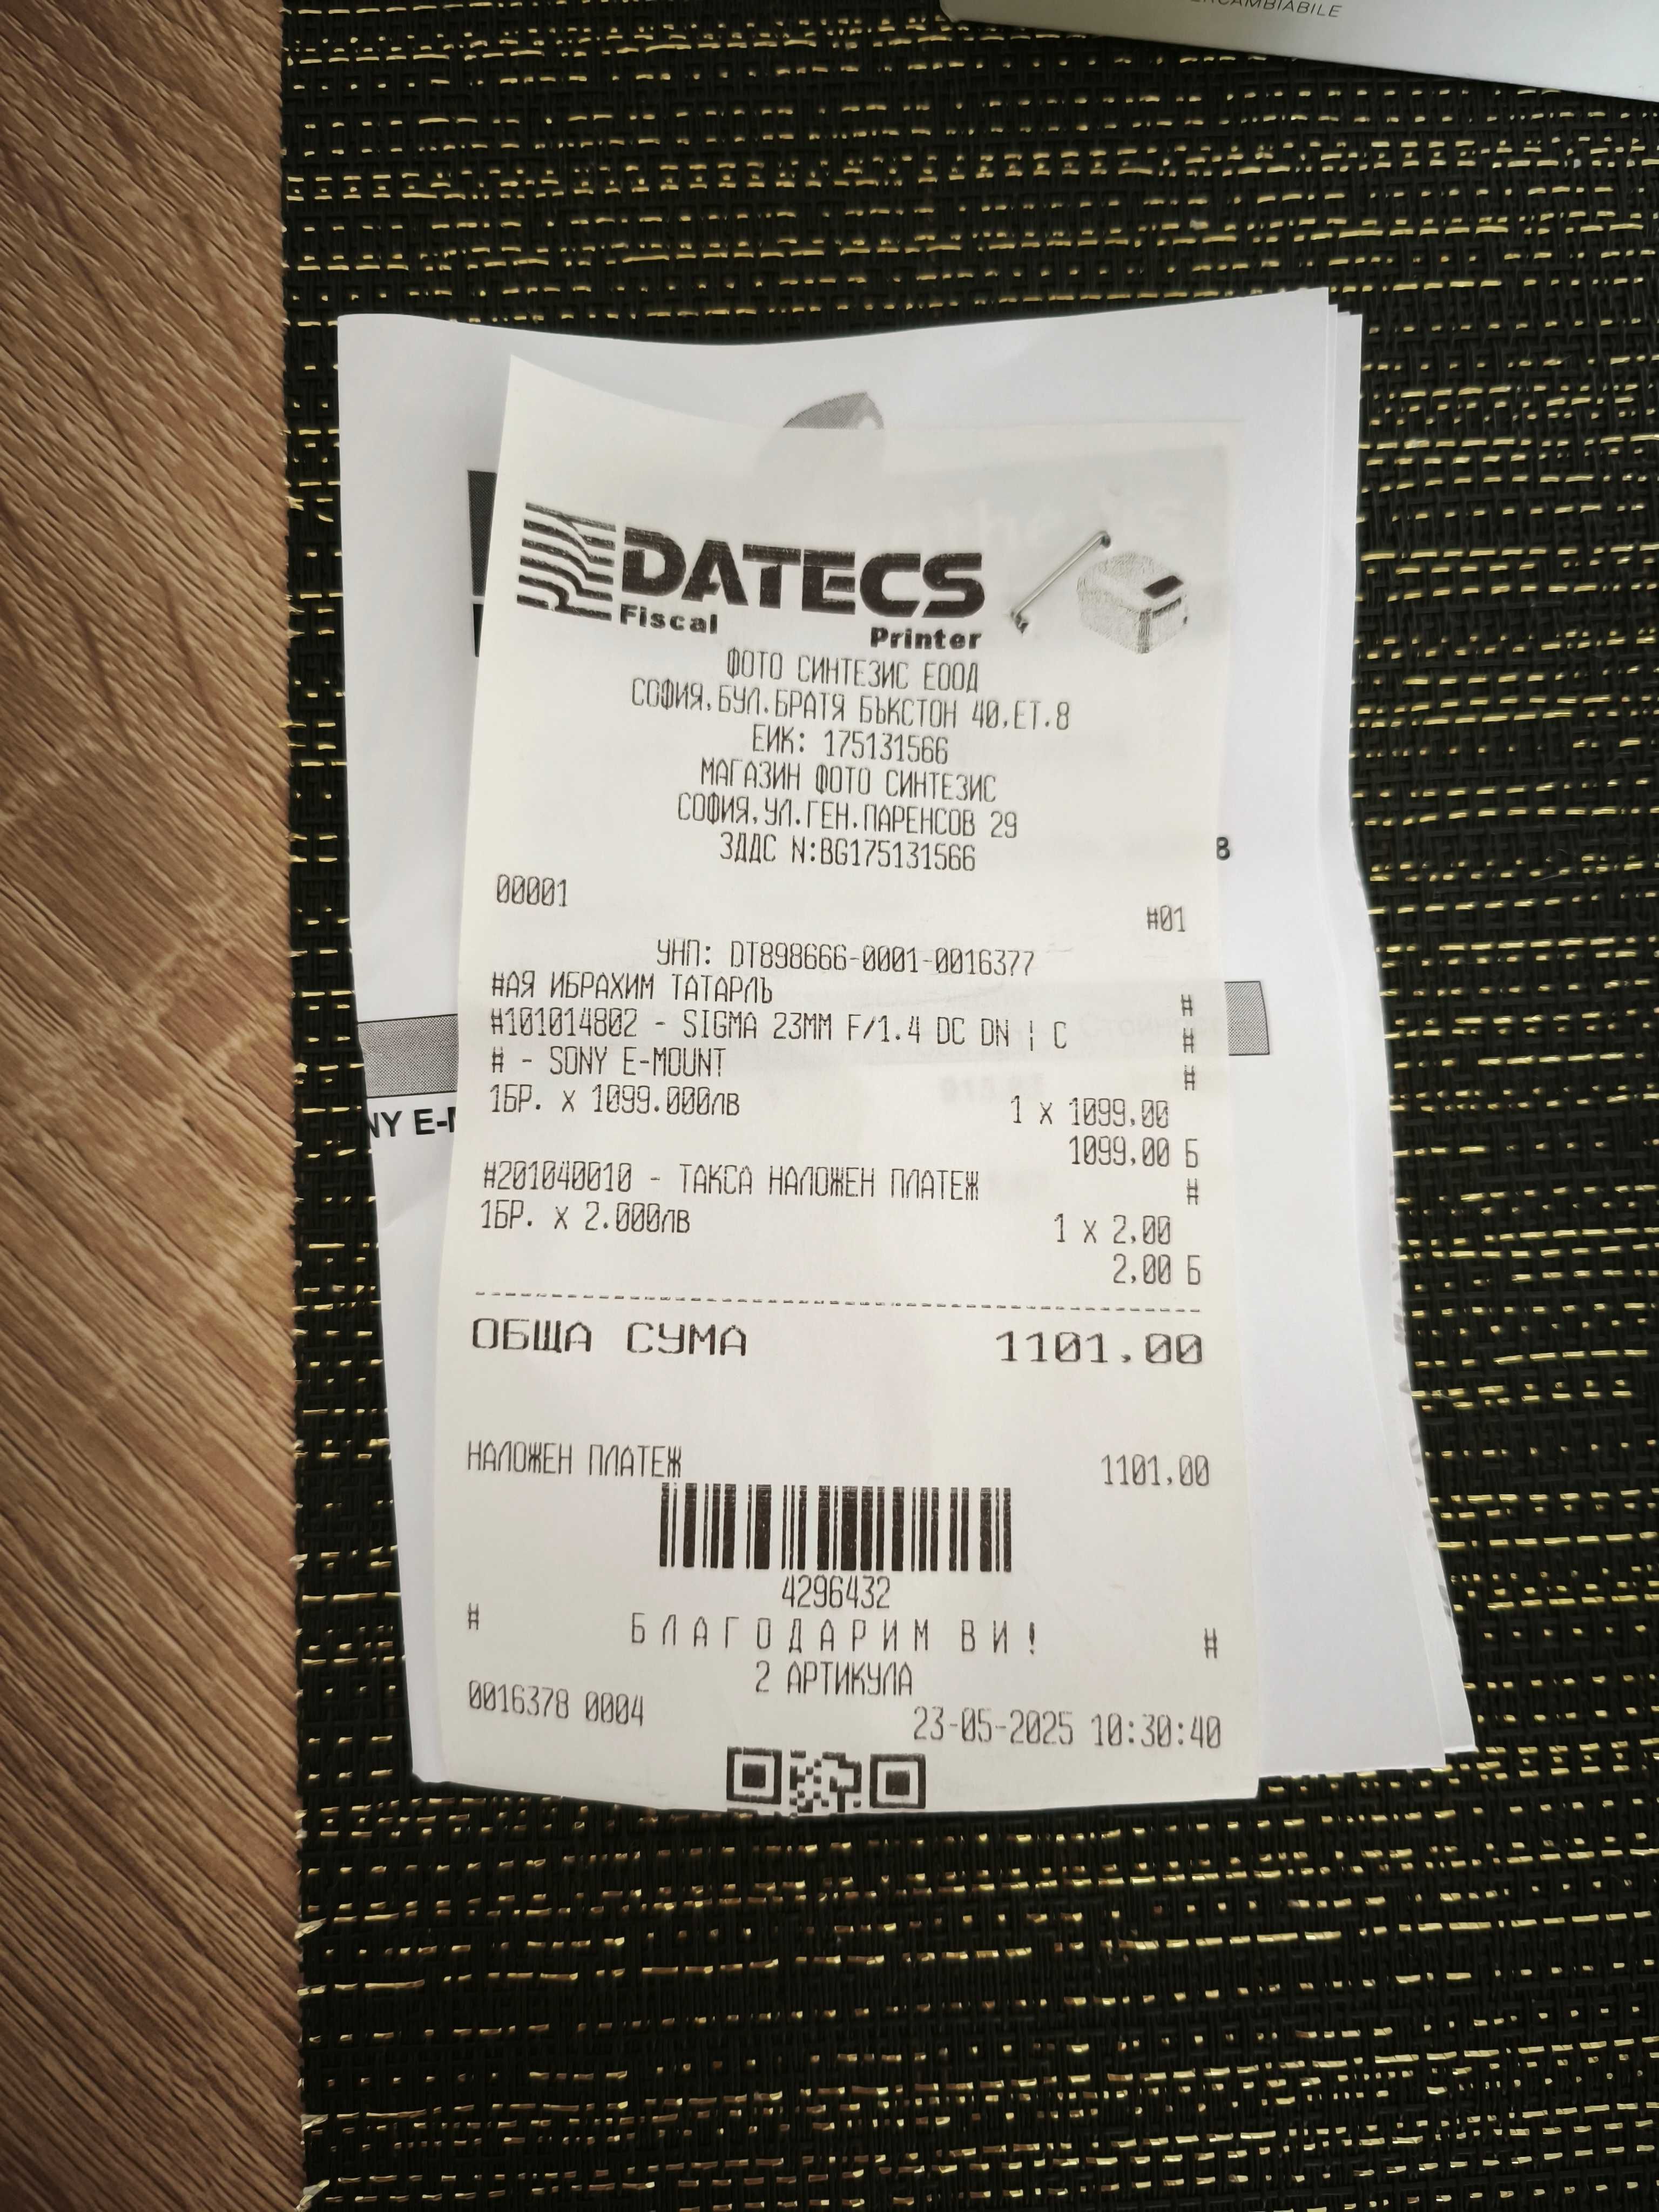 RCAMBIABILE
DATECS
Fiscal Printer
ФОТО СИНТЕЗИС ЕООД
СОФИЯ,БУЛ.БРАТЯ БЪКСТОН 40,ЕТ.8
ЕИК: 175131566
МАГАЗИН ФОТО СИНТЕЗИС
СОФИЯ,УЛ.ГЕН.ПАРЕНСОВ 29
ЗДДС N:BG175131566
8
00001 #01
УНП: DT898666-0001-0016377
#АЯ ИБРАХИМ ТАТАРЛЪ #
#101014802 - SIGMA 23MM F/1.4 DC DN ¦ C #
# - SONY E-MOUNT #
1БР. x 1099.000лв 1 x 1099,00
NY E-M
1099,00 Б
#201040010 - ТАКСА НАЛОЖЕН ПЛАТЕЖ #
1БР. x 2.000лв 1 x 2,00
2,00 Б
ОБЩА СУМА 1101,00
НАЛОЖЕН ПЛАТЕЖ 1101,00
4296432
# БЛАГОДАРИМ ВИ! #
2 АРТИКУЛА
0016378 0004 23-05-2025 10:30:40